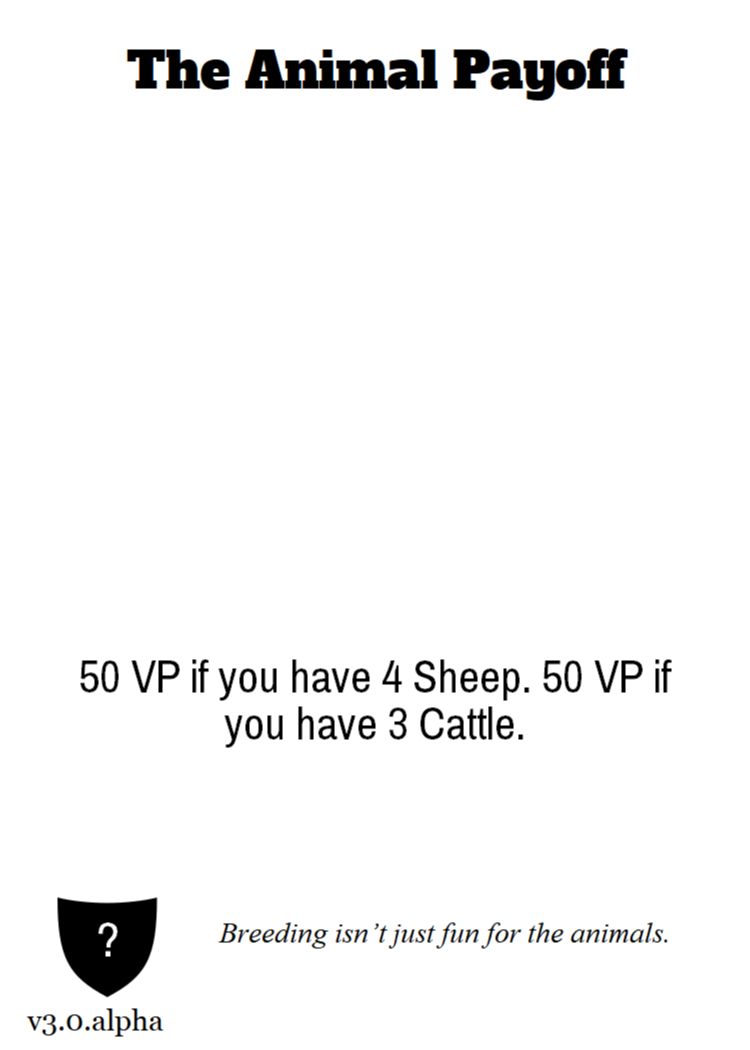 The Animal Payoff
50 VP if you have 4 Sheep. 50 VP if
you have 3 Cattle.
?
Breeding isn’t just fun for the animals.
v3.0.alpha